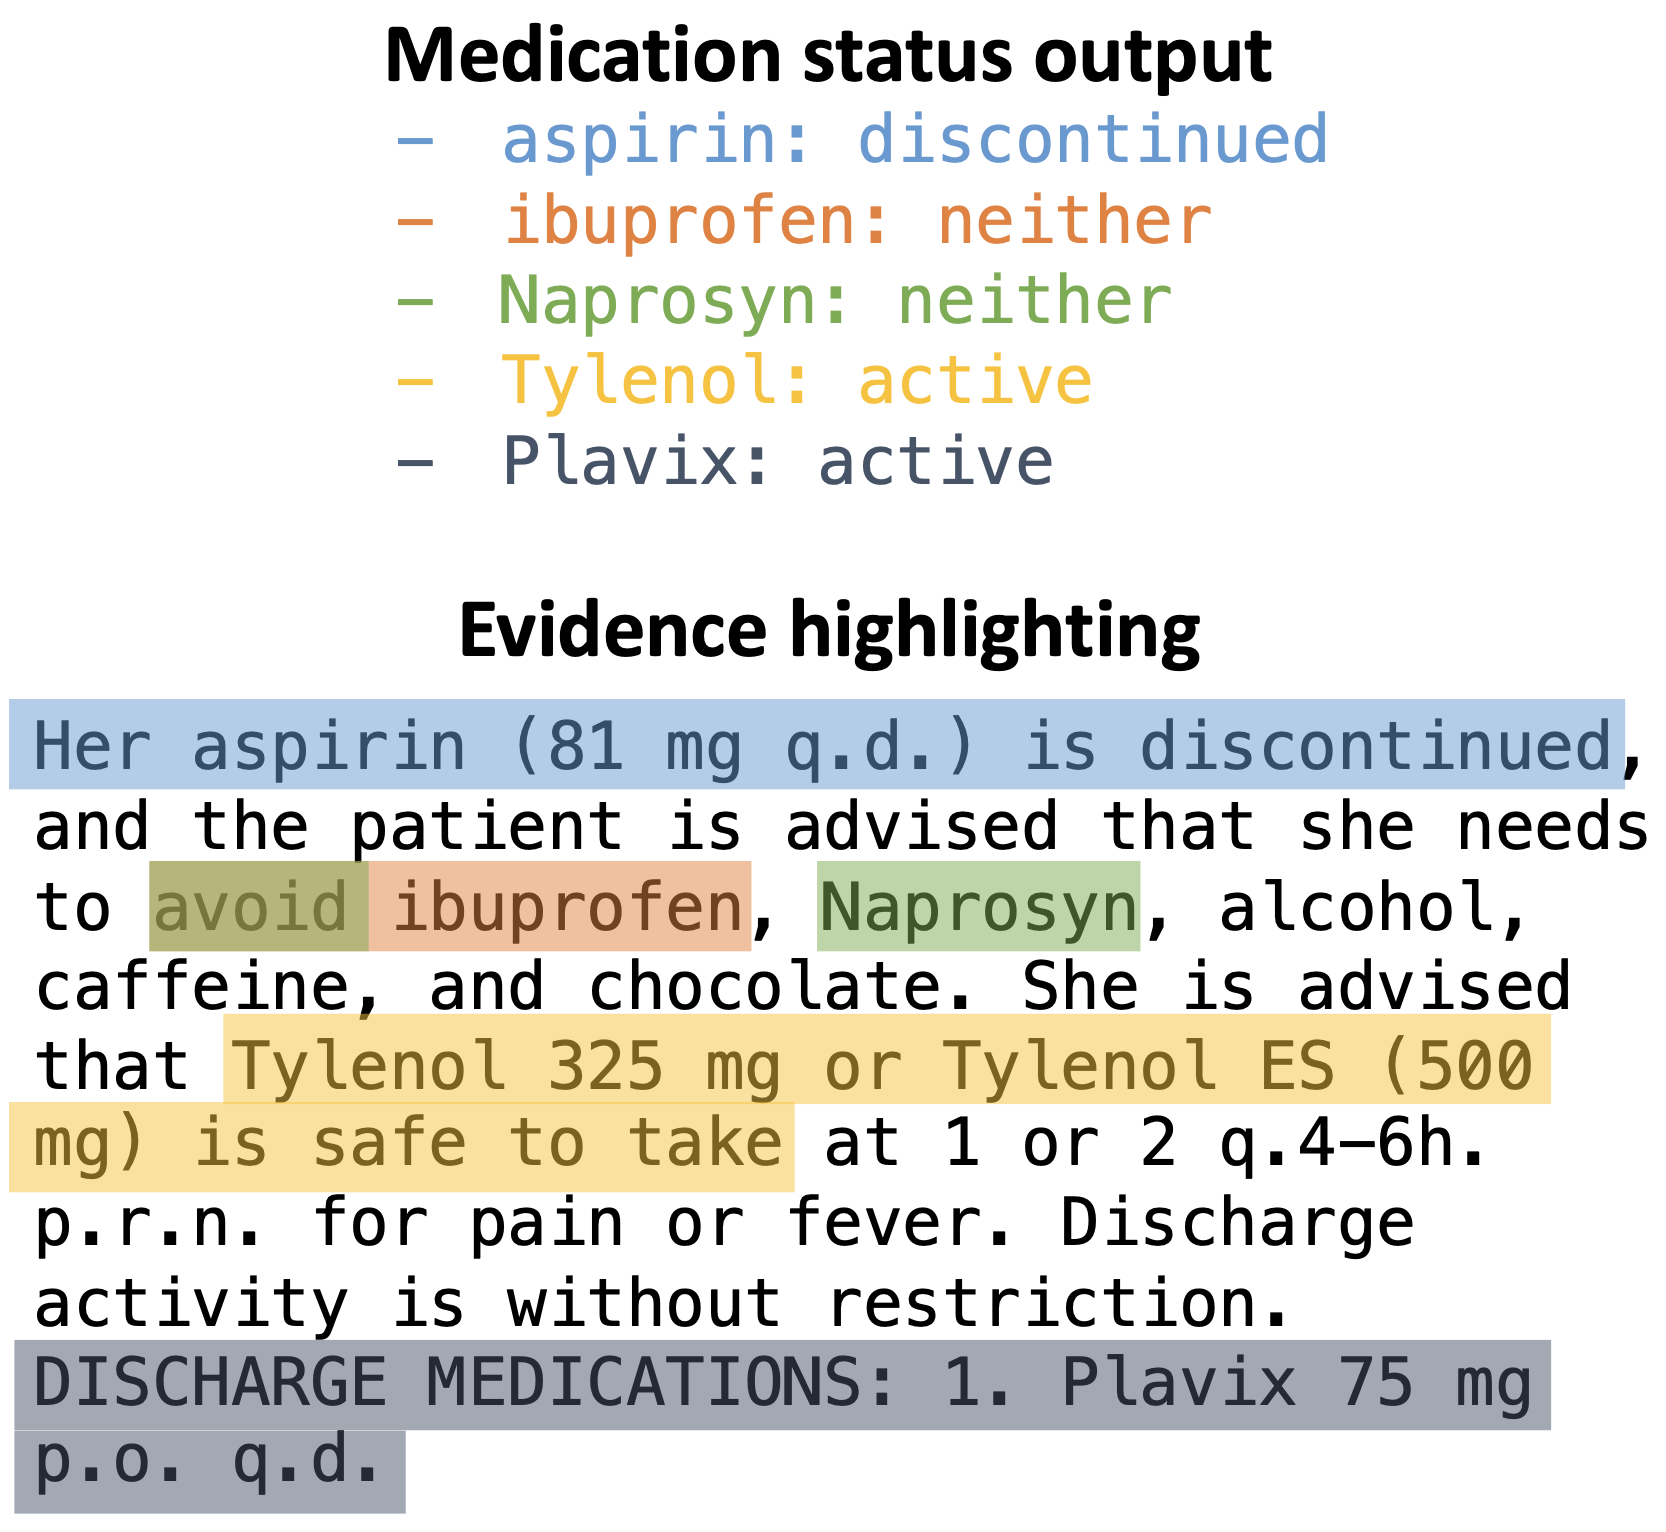 Medication status output
– aspirin: discontinued
– ibuprofen: neither
– Naprosyn: neither
– Tylenol: active
– Plavix: active
Evidence highlighting
Her aspirin (81 mg q.d.) is discontinued,
and the patient is advised that she needs
to avoid ibuprofen, Naprosyn, alcohol,
caffeine, and chocolate. She is advised
that Tylenol 325 mg or Tylenol ES (500
mg) is safe to take at 1 or 2 q.4–6h.
p.r.n. for pain or fever. Discharge
activity is without restriction.
DISCHARGE MEDICATIONS: 1. Plavix 75 mg
p.o. q.d.